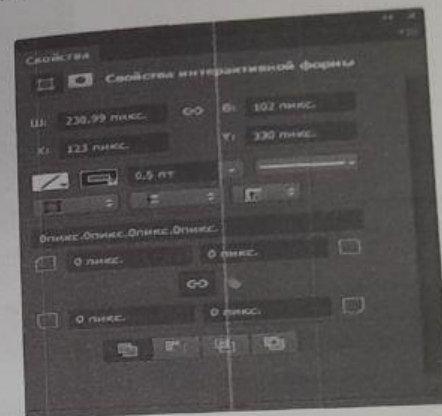 Свойства
Свойства интерактивной формы
Ш: 238.99 пикс. В: 102 пикс.
X: 123 пикс. Y: 330 пикс.
0,5 пт
0пикс.0пикс.0пикс.0пикс.
0 пикс. 0 пикс.
0 пикс. 0 пикс.